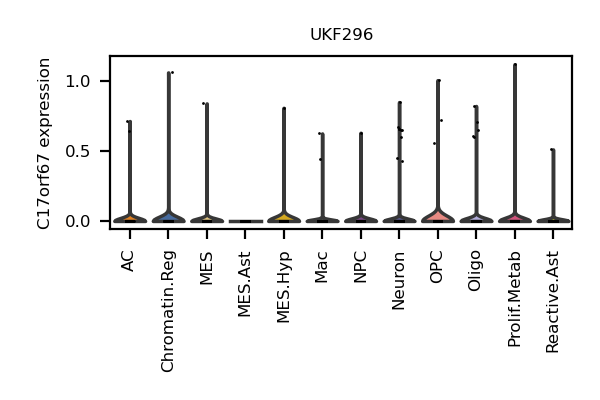 UKF296
C17orf67 expression
1.0
0.5
0.0
AC
Chromatin.Reg
MES
MES.Ast
MES.Hyp
Mac
NPC
Neuron
OPC
Oligo
Prolif.Metab
Reactive.Ast